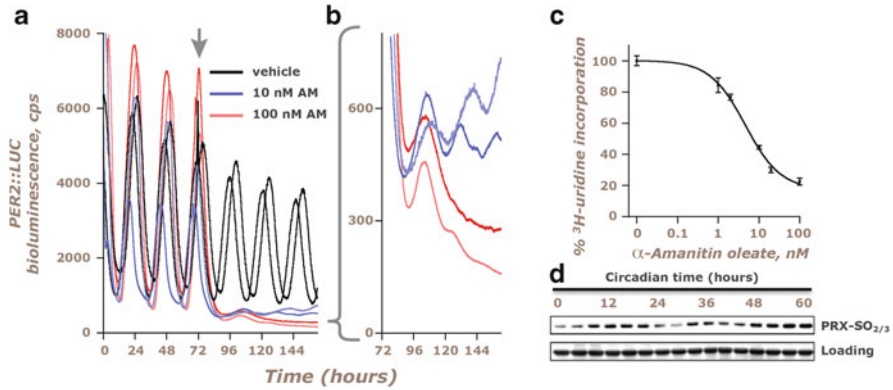 a
PER2::LUC
bioluminescence, cps
8000
6000
4000
2000
0
vehicle
10 nM AM
100 nM AM
0 24 48 72 96 120 144
Time (hours)
b
600
300
0
72 96 120 144
c
% ³H-uridine incorporation
120
100
80
60
40
20
0
0 0.1 1 10 100
α-Amanitin oleate, nM
d
Circadian time (hours)
0 12 24 36 48 60
PRX-SO2/3
Loading